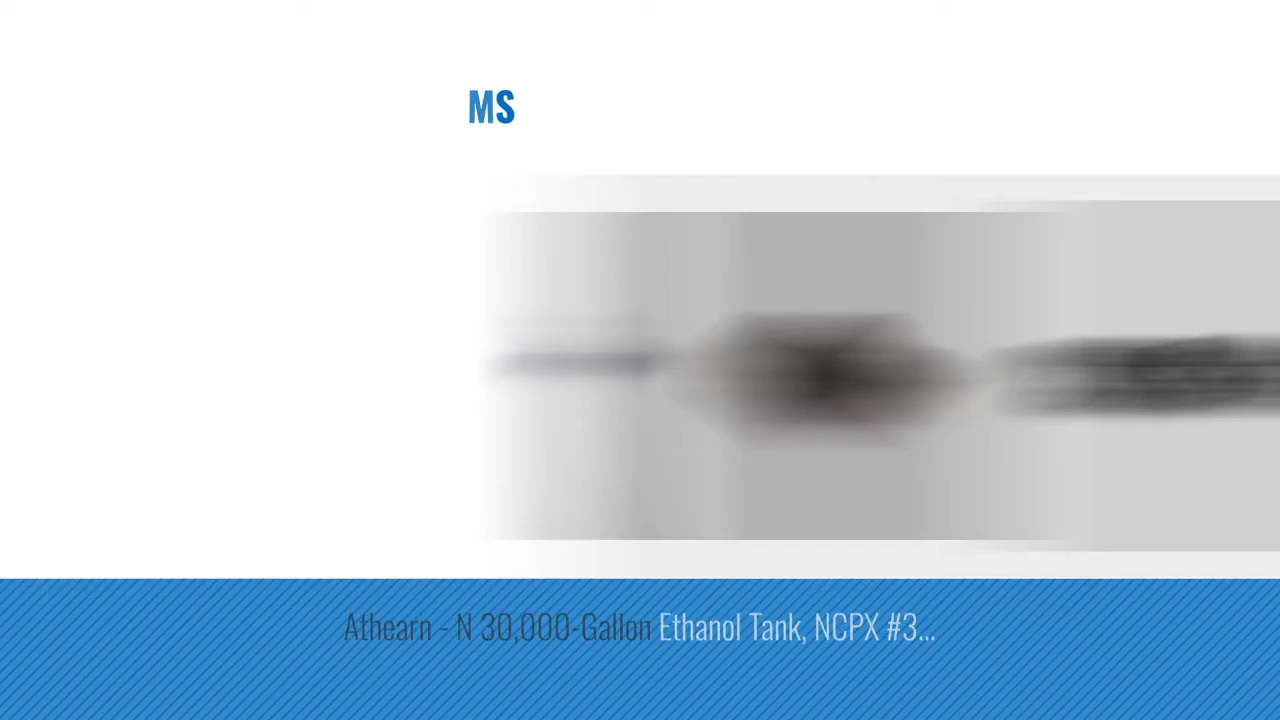 MS
Athearn - N 30,000-Gallon Ethanol Tank, NCPX #3...